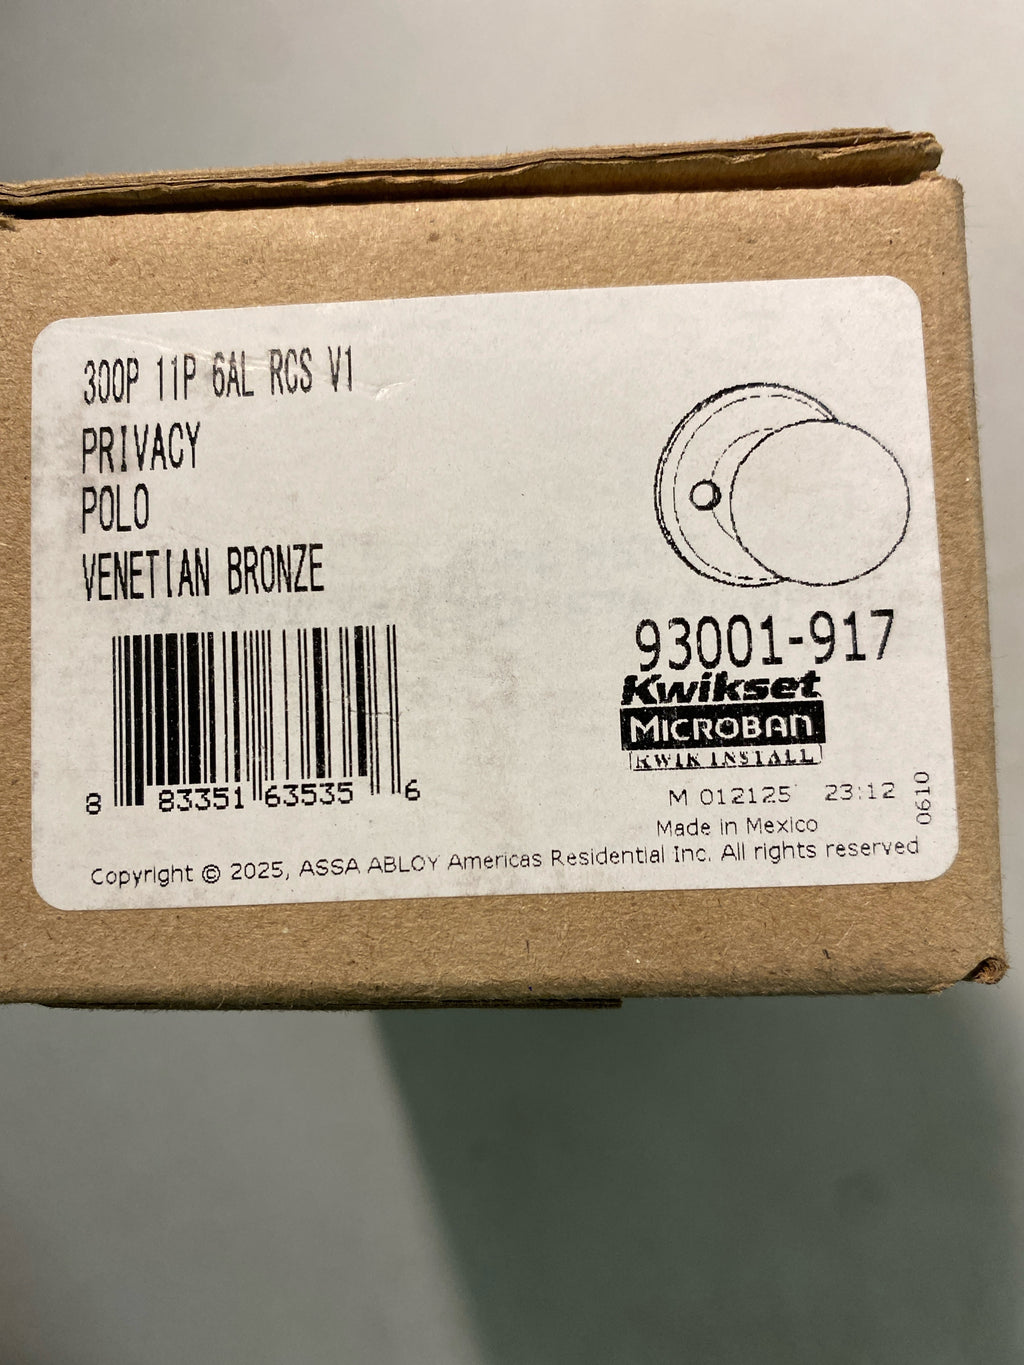 300P 11P 6AL RCS V1
PRIVACY
POLO
VENETIAN BRONZE
8 83351 63535 6
93001-917
Kwikset
MICROBAN
KWIK INSTALL
M 012125 23:12
0610
Made in Mexico
Copyright © 2025, ASSA ABLOY Americas Residential Inc. All rights reserved